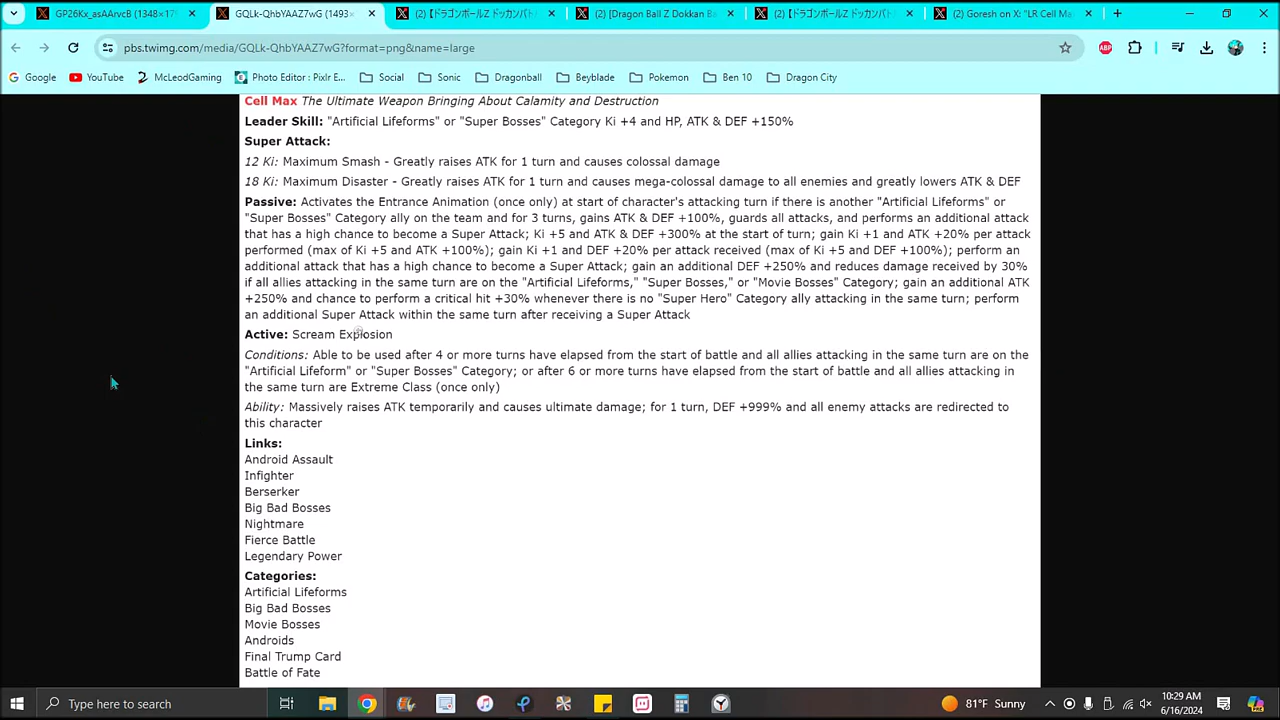 GP26Kx_asAArvcB (1348×17
GQLk-QhbYAAZ7wG (1493×
(2) 【ドラゴンボールZ ドッカンバト
(2) [Dragon Ball Z Dokkan Ba
(2) 【ドラゴンボールZ ドッカンバト
(2) Goresh on X: "LR Cell Ma
pbs.twimg.com/media/GQLk-QhbYAAZ7wG?format=png&name=large
ABP
Google YouTube McLeodGaming Photo Editor : Pixlr E... Social Sonic Dragonball Beyblade Pokemon Ben 10 Dragon City
Cell Max The Ultimate Weapon Bringing About Calamity and Destruction
Leader Skill: "Artificial Lifeforms" or "Super Bosses" Category Ki +4 and HP, ATK & DEF +150%
Super Attack:
12 Ki: Maximum Smash - Greatly raises ATK for 1 turn and causes colossal damage
18 Ki: Maximum Disaster - Greatly raises ATK for 1 turn and causes mega-colossal damage to all enemies and greatly lowers ATK & DEF
Passive: Activates the Entrance Animation (once only) at start of character's attacking turn if there is another "Artificial Lifeforms" or
"Super Bosses" Category ally on the team and for 3 turns, gains ATK & DEF +100%, guards all attacks, and performs an additional attack
that has a high chance to become a Super Attack; Ki +5 and ATK & DEF +300% at the start of turn; gain Ki +1 and ATK +20% per attack
performed (max of Ki +5 and ATK +100%); gain Ki +1 and DEF +20% per attack received (max of Ki +5 and DEF +100%); perform an
additional attack that has a high chance to become a Super Attack; gain an additional DEF +250% and reduces damage received by 30%
if all allies attacking in the same turn are on the "Artificial Lifeforms," "Super Bosses," or "Movie Bosses" Category; gain an additional ATK
+250% and chance to perform a critical hit +30% whenever there is no "Super Hero" Category ally attacking in the same turn; perform
an additional Super Attack within the same turn after receiving a Super Attack
Active: Scream Explosion
Conditions: Able to be used after 4 or more turns have elapsed from the start of battle and all allies attacking in the same turn are on the
"Artificial Lifeform" or "Super Bosses" Category; or after 6 or more turns have elapsed from the start of battle and all allies attacking in
the same turn are Extreme Class (once only)
Ability: Massively raises ATK temporarily and causes ultimate damage; for 1 turn, DEF +999% and all enemy attacks are redirected to
this character
Links:
Android Assault
Infighter
Berserker
Big Bad Bosses
Nightmare
Fierce Battle
Legendary Power
Categories:
Artificial Lifeforms
Big Bad Bosses
Movie Bosses
Androids
Final Trump Card
Battle of Fate
Type here to search
81°F Sunny
10:29 AM
6/16/2024